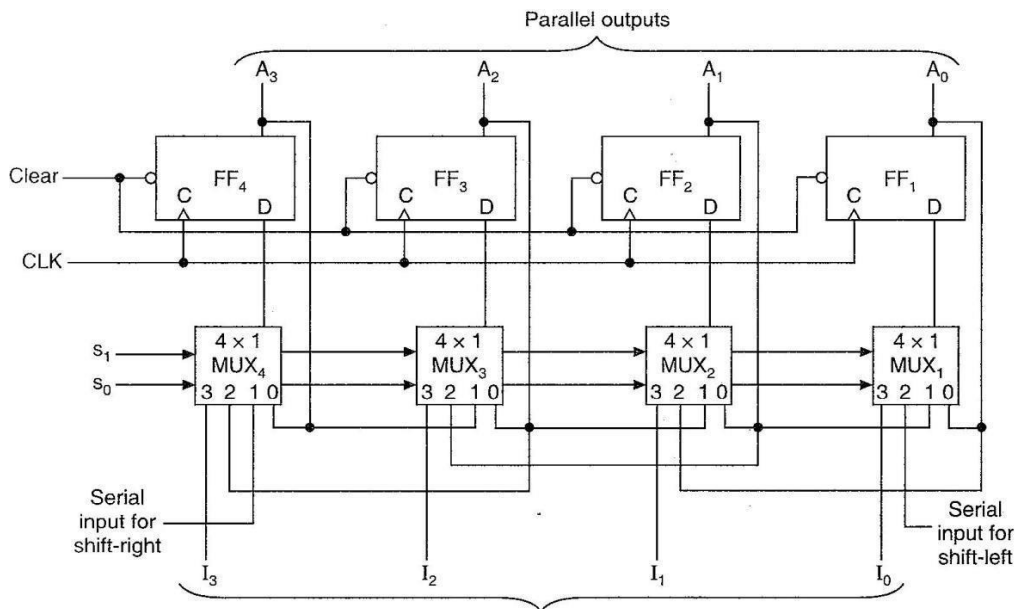 Parallel outputs
A₃ A₂ A₁ A₀
Clear
FF₄ FF₃ FF₂ FF₁
C D C D C D C D
CLK
4 × 1 4 × 1 4 × 1 4 × 1
s₁
MUX₄ MUX₃ MUX₂ MUX₁
s₀
3 2 1 0 3 2 1 0 3 2 1 0 3 2 1 0
Serial
input for
shift-right
Serial
input for
shift-left
I₃ I₂ I₁ I₀